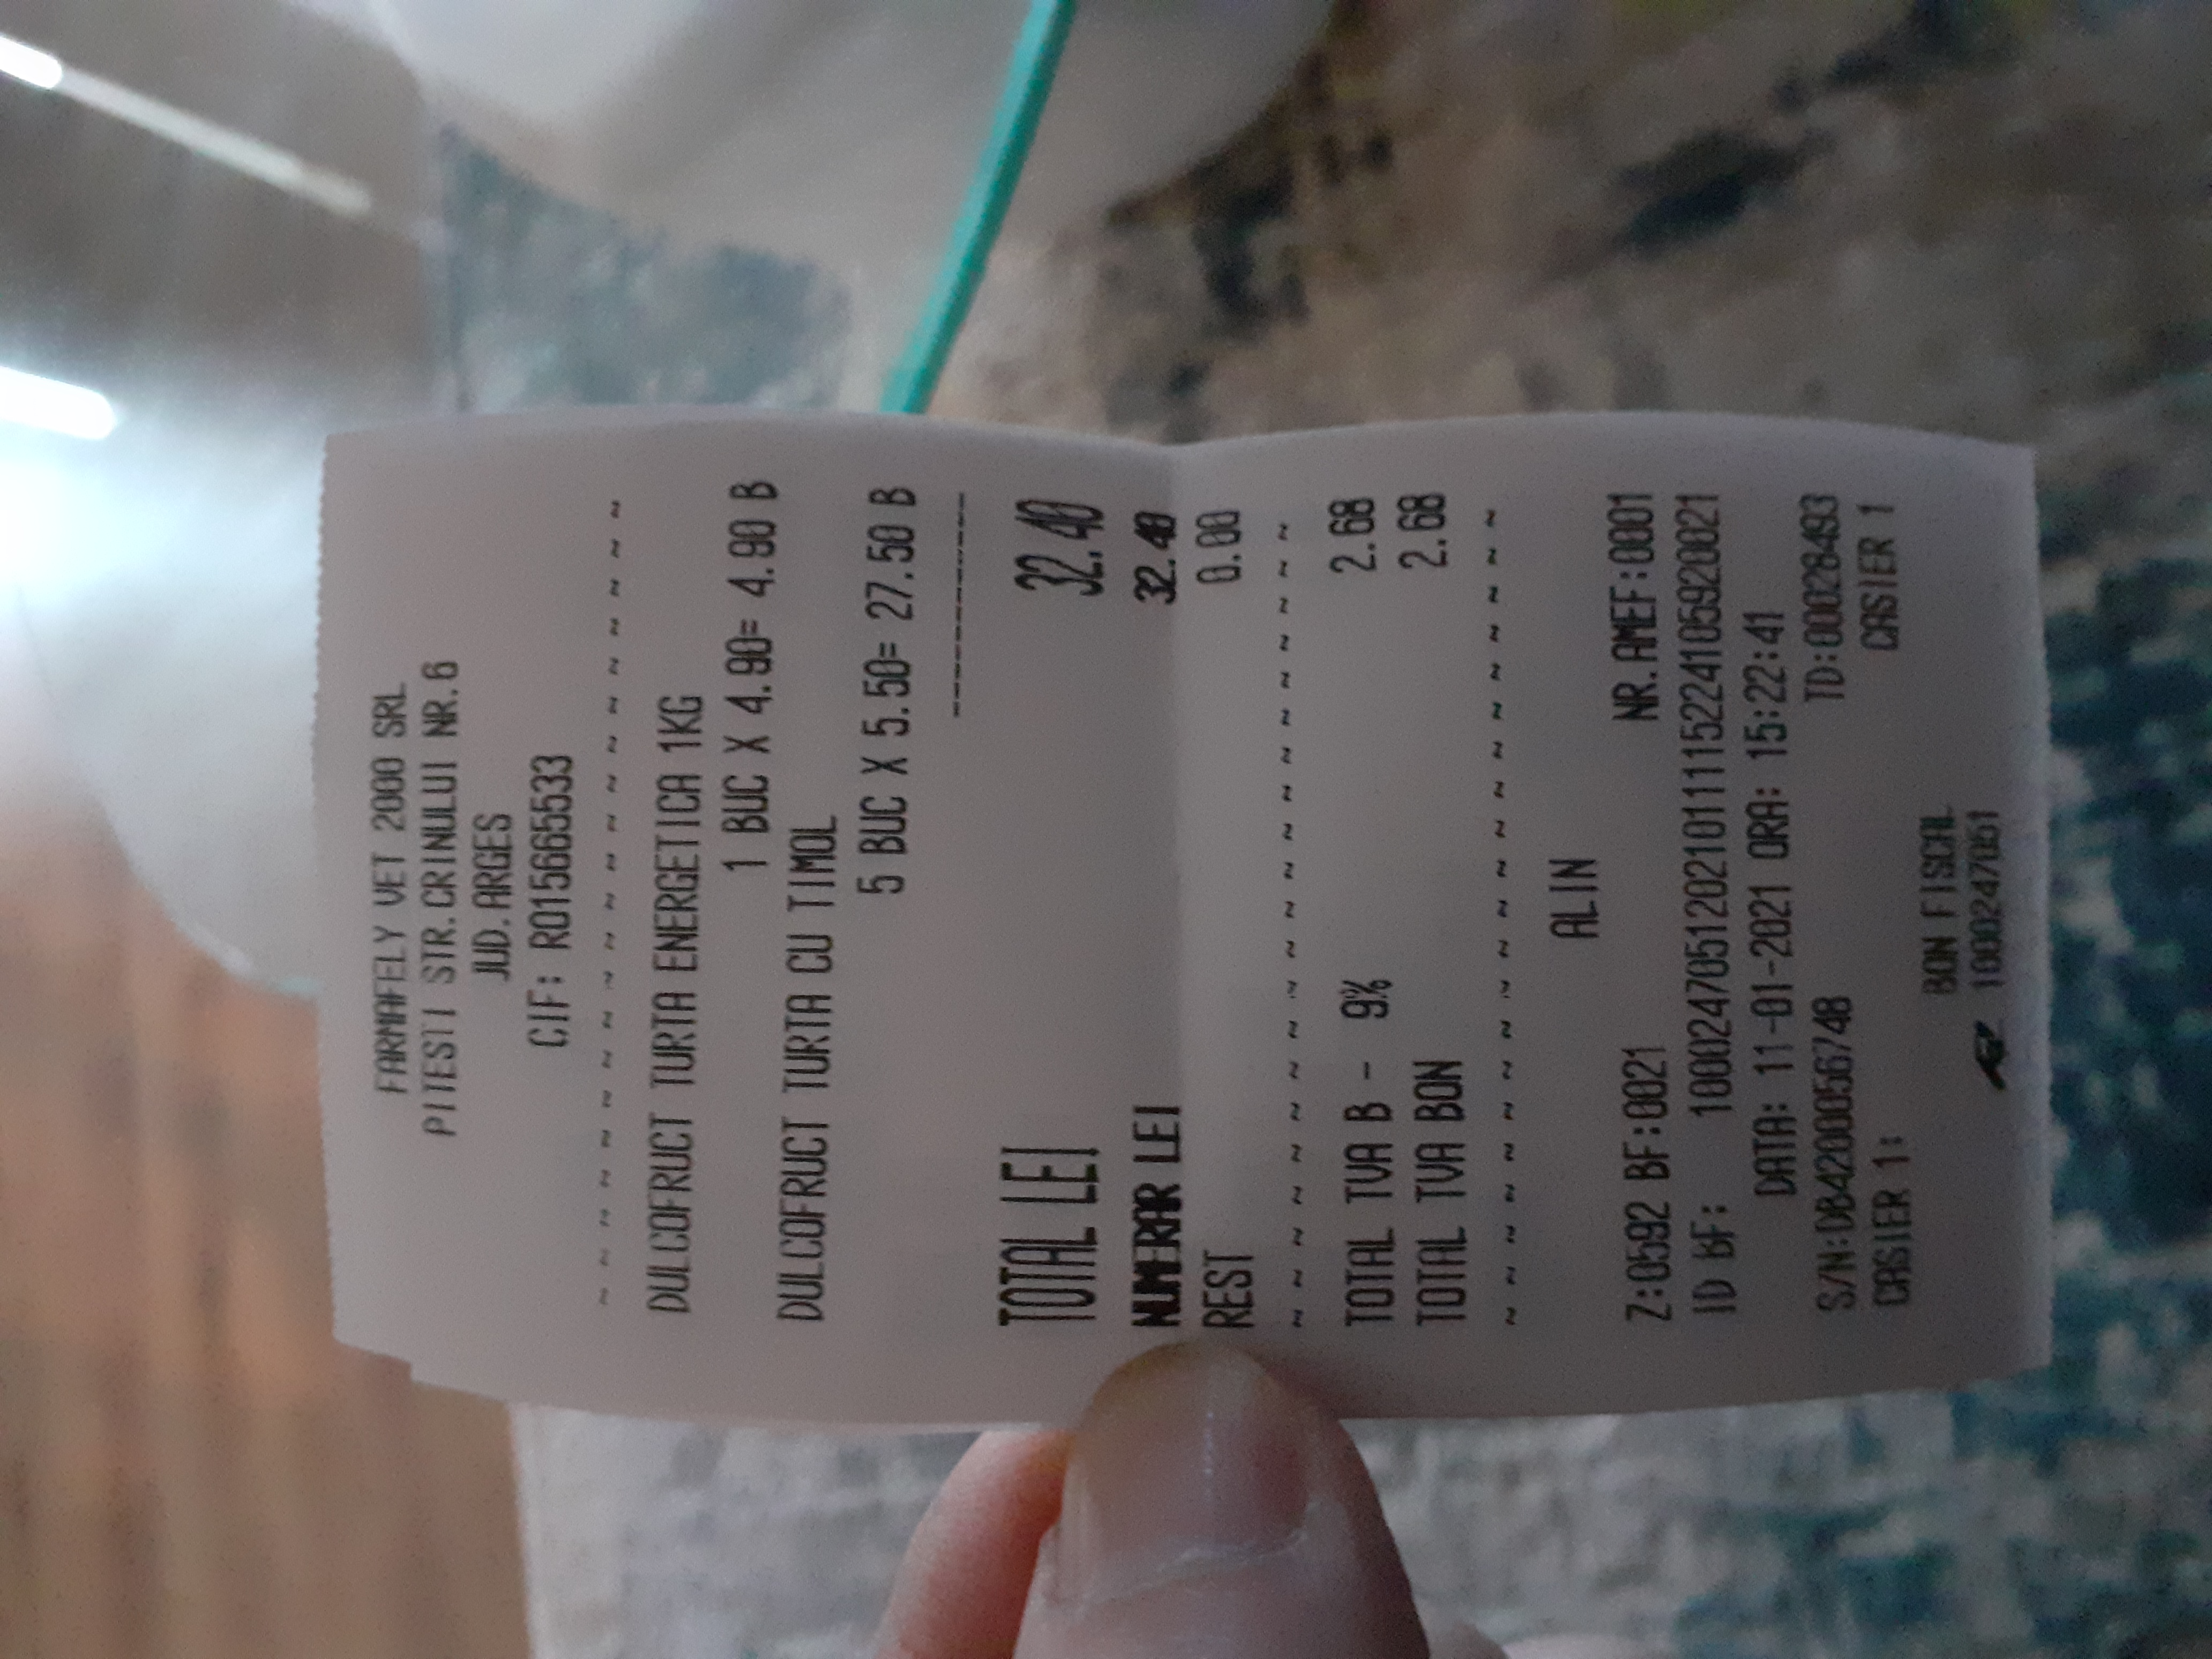 FARMAFELY VET 2000 SRL
PITESTI STR.CRINULUI NR.6
JUD.ARGES
CIF: RO15665533
~ ~ ~ ~ ~ ~ ~ ~ ~ ~ ~ ~ ~ ~ ~ ~ ~ ~ ~ ~ ~
DULCOFRUCT TURTA ENERGETICA 1KG
1 BUC X 4.90= 4.90 B
DULCOFRUCT TURTA CU TIMOL
5 BUC X 5.50= 27.50 B
----------
TOTAL LEI 32.40
NUMERAR LEI 32.40
REST 0.00
~ ~ ~ ~ ~ ~ ~ ~ ~ ~ ~ ~ ~ ~ ~ ~ ~ ~ ~ ~ ~
TOTAL TVA B - 9% 2.68
TOTAL TVA BON 2.68
~ ~ ~ ~ ~ ~ ~ ~ ~ ~ ~ ~ ~ ~ ~ ~ ~ ~ ~ ~ ~
ALIN
Z:0592 BF:0021 NR.AMEF:0001
ID BF: 1000247051202101111522410592 0021
DATA: 11-01-2021 ORA: 15:22:41
S/N:DB4200056748 TD:00028493
CASIER 1: CASIER 1
BON FISCAL
1000247051